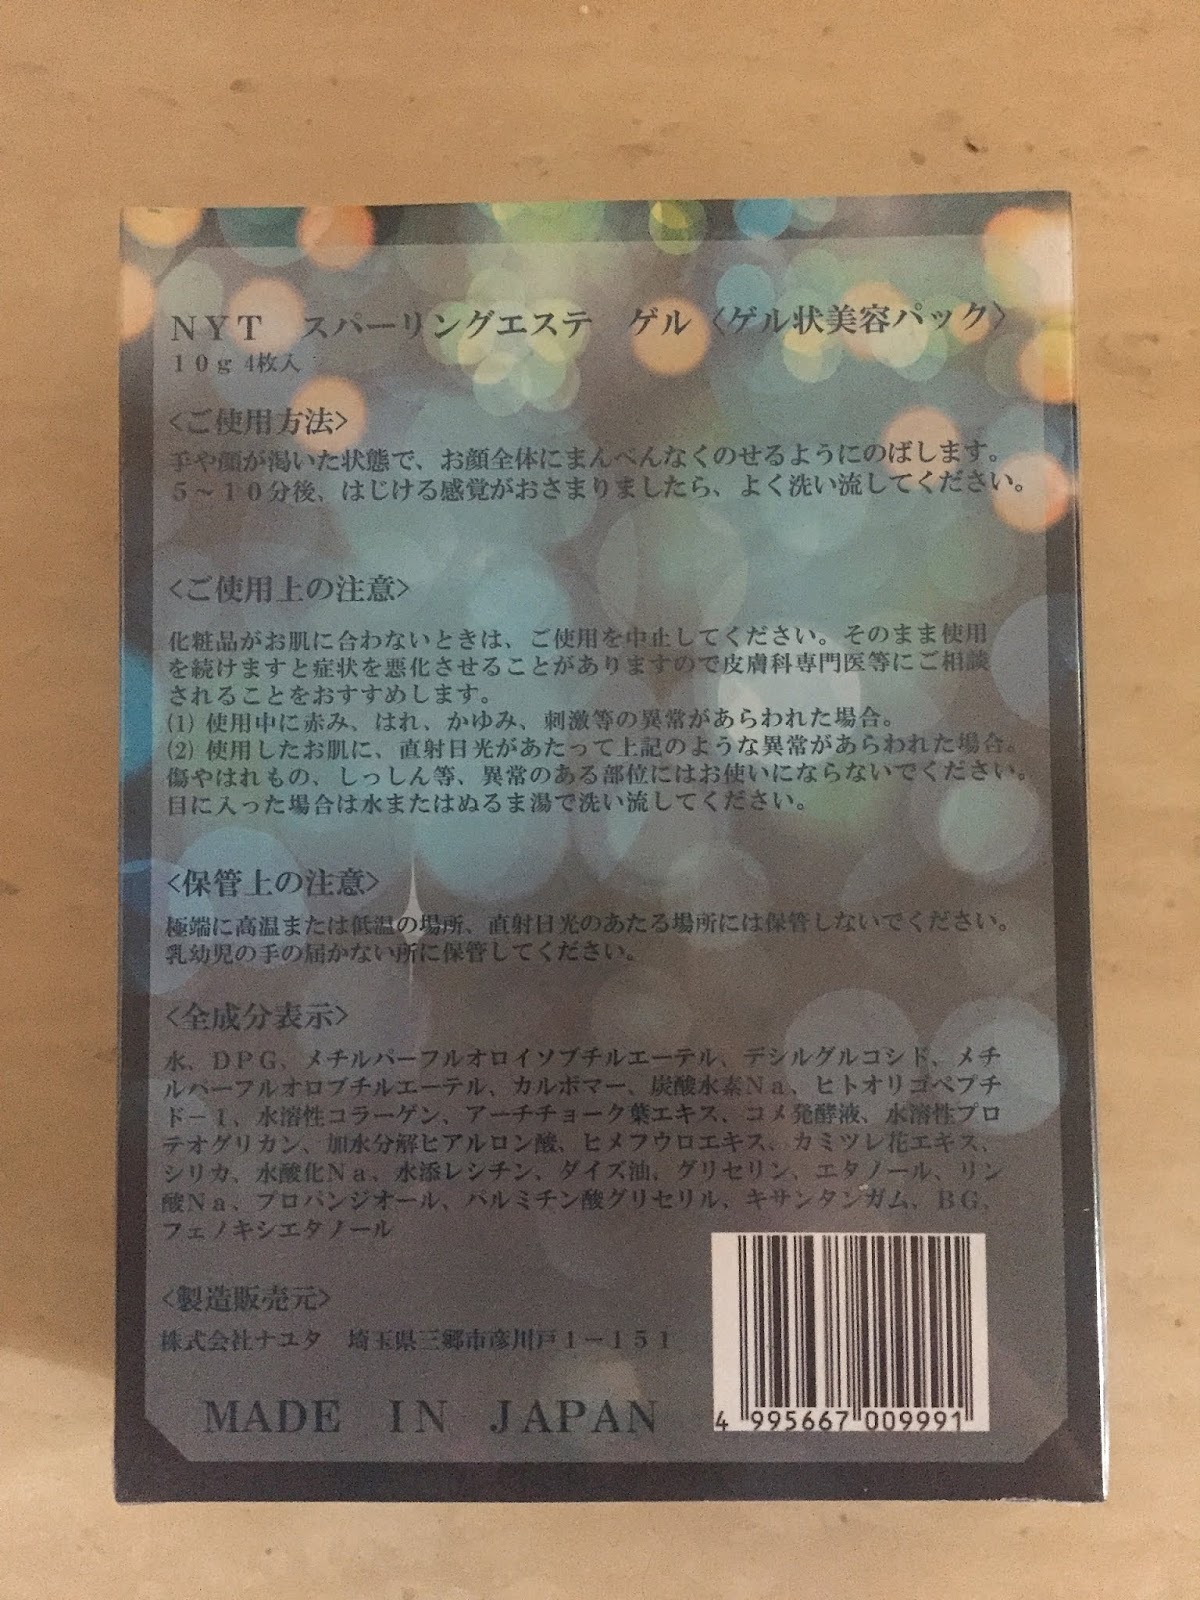 NYT　スパーリングエステ　ゲル〈ゲル状美容パック〉
10g 4枚入
<ご使用方法>
手や顔が渇いた状態で、お顔全体にまんべんなくのせるようにのばします。
5～10分後、はじける感覚がおさまりましたら、よく洗い流してください。
<ご使用上の注意>
化粧品がお肌に合わないときは、ご使用を中止してください。そのまま使用
を続けますと症状を悪化させることがありますので皮膚科専門医等にご相談
されることをおすすめします。
(1) 使用中に赤み、はれ、かゆみ、刺激等の異常があらわれた場合。
(2) 使用したお肌に、直射日光があたって上記のような異常があらわれた場合。
傷やはれもの、しっしん等、異常のある部位にはお使いにならないでください。
目に入った場合は水またはぬるま湯で洗い流してください。
<保管上の注意>
極端に高温または低温の場所、直射日光のあたる場所には保管しないでください。
乳幼児の手の届かない所に保管してください。
<全成分表示>
水、DPG、メチルパーフルオロイソブチルエーテル、デシルグルコシド、メチ
ルパーフルオロブチルエーテル、カルボマー、炭酸水素Na、ヒトオリゴペプチ
ド－1、水溶性コラーゲン、アーチチョーク葉エキス、コメ発酵液、水溶性プロ
テオグリカン、加水分解ヒアルロン酸、ヒメフウロエキス、カミツレ花エキス、
シリカ、水酸化Na、水添レシチン、ダイズ油、グリセリン、エタノール、リン
酸Na、プロパンジオール、パルミチン酸グリセリル、キサンタンガム、BG、
フェノキシエタノール
<製造販売元>
株式会社ナユタ　埼玉県三郷市彦川戸1－151
MADE IN JAPAN
4 995667 009991